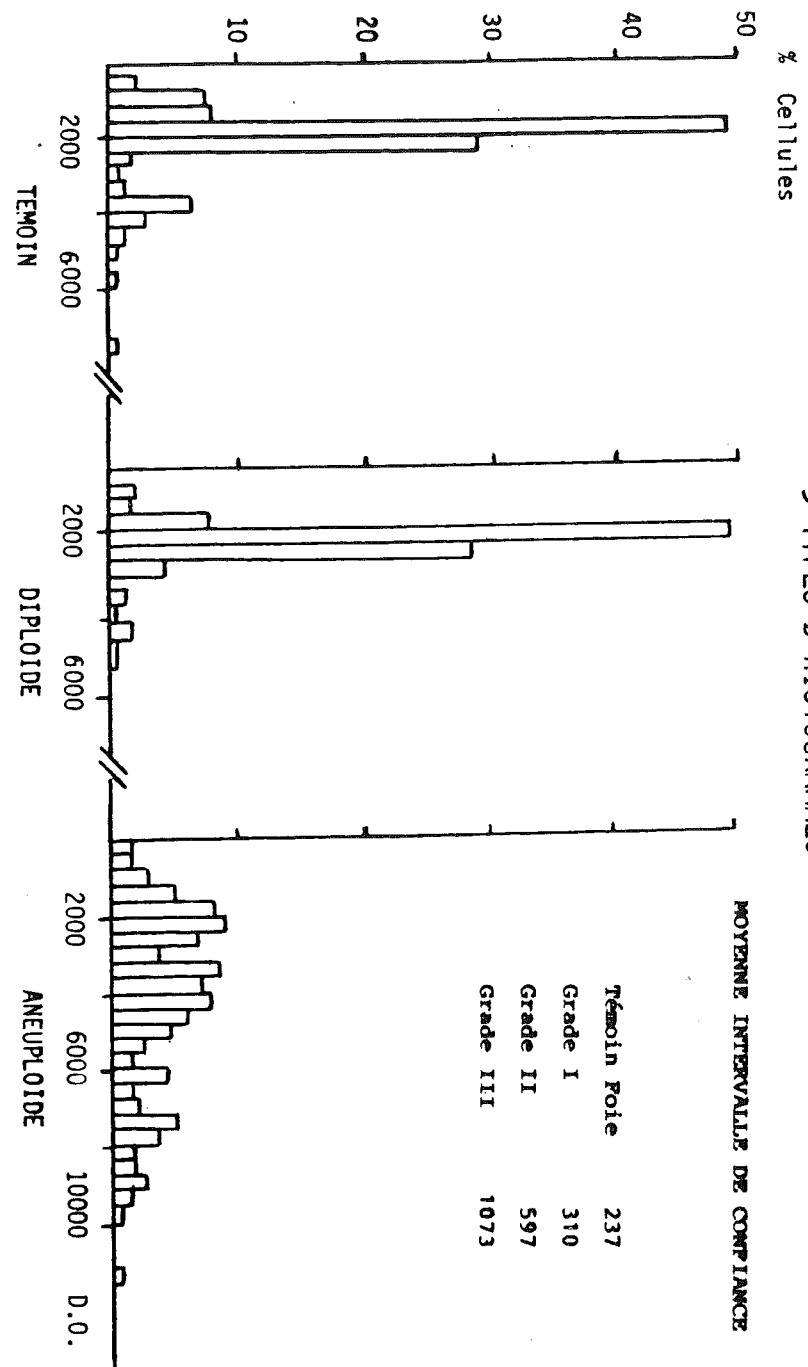 % Cellules
MOYENNE INTERVALLE DE CONFIANCE
50
40
30
20
10
Témoin Foie 237
Grade I 310
Grade II 597
Grade III 1073
2000 6000 2000 6000 2000 6000 10000 D.O.
TEMOIN DIPLOIDE ANEUPLOIDE